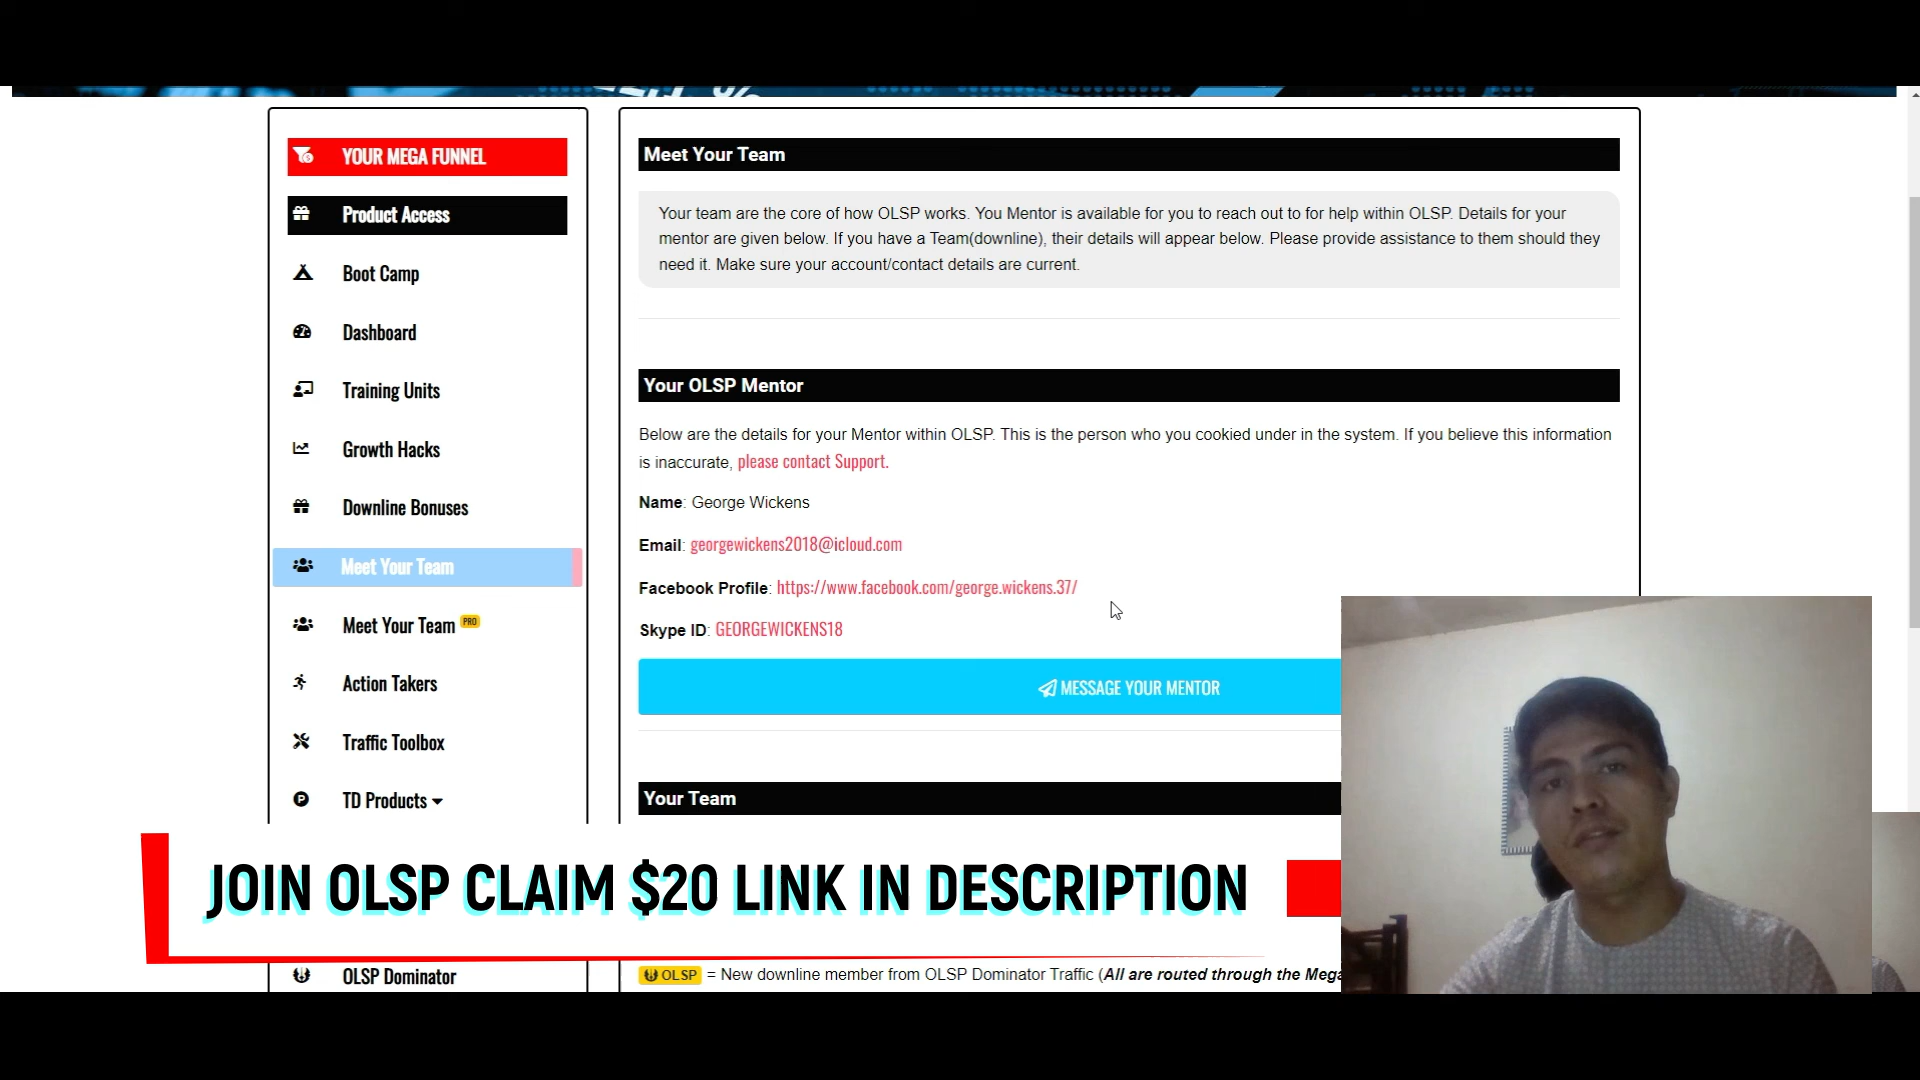 YOUR MEGA FUNNEL
Product Access
Boot Camp
Dashboard
Training Units
Growth Hacks
Downline Bonuses
Meet Your Team
Meet Your Team PRO
Action Takers
Traffic Toolbox
TD Products
OLSP Dominator
Meet Your Team
Your team are the core of how OLSP works. You Mentor is available for you to reach out to for help within OLSP. Details for your
mentor are given below. If you have a Team(downline), their details will appear below. Please provide assistance to them should they
need it. Make sure your account/contact details are current.
Your OLSP Mentor
Below are the details for your Mentor within OLSP. This is the person who you cookied under in the system. If you believe this information
is inaccurate, please contact Support.
Name: George Wickens
Email: georgewickens2018@icloud.com
Facebook Profile: https://www.facebook.com/george.wickens.37/
Skype ID: GEORGEWICKENS18
MESSAGE YOUR MENTOR
Your Team
JOIN OLSP CLAIM $20 LINK IN DESCRIPTION
OLSP = New downline member from OLSP Dominator Traffic (All are routed through the Mega